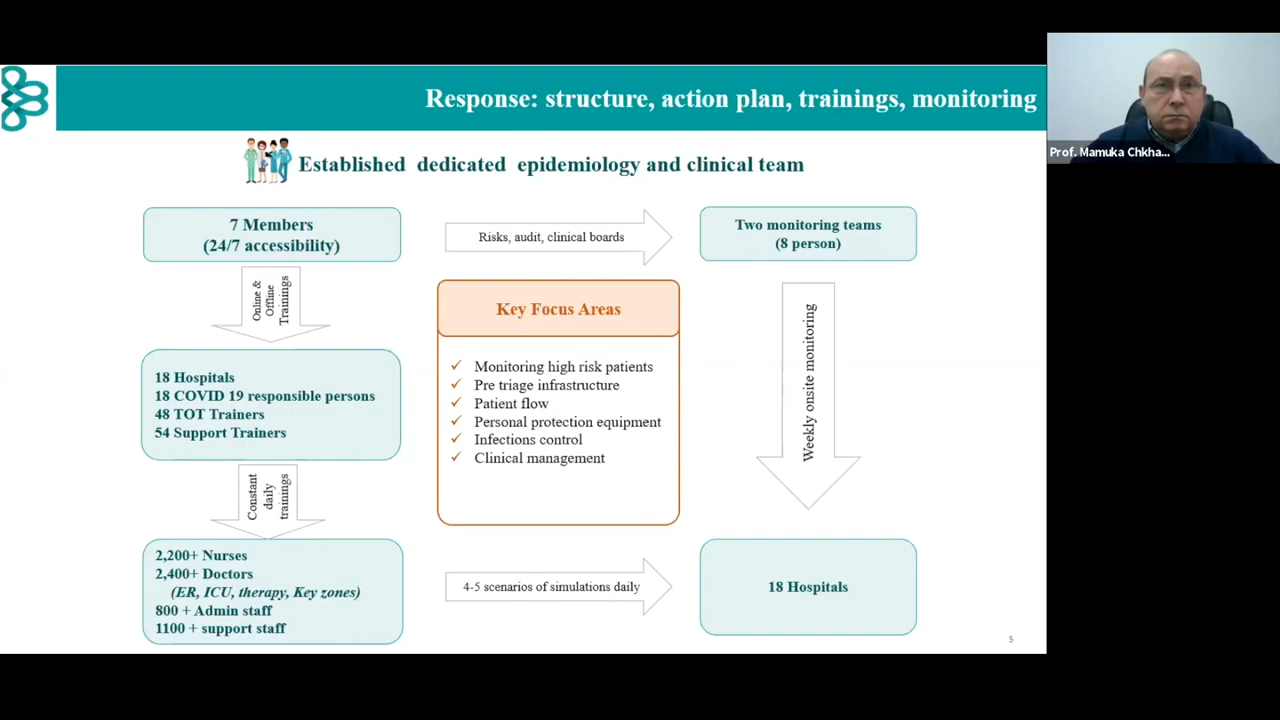 Response: structure, action plan, trainings, monitoring
Prof. Mamuka Chkha...
Established dedicated epidemiology and clinical team
7 Members
(24/7 accessibility)
Risks, audit, clinical boards
Two monitoring teams
(8 person)
Online &
Offline
Trainings
Key Focus Areas
Monitoring high risk patients
Pre triage infrastructure
Patient flow
Personal protection equipment
Infections control
Clinical management
Weekly onsite monitoring
18 Hospitals
18 COVID 19 responsible persons
48 TOT Trainers
54 Support Trainers
Constant
daily
trainings
2,200+ Nurses
2,400+ Doctors
(ER, ICU, therapy, Key zones)
800 + Admin staff
1100 + support staff
4-5 scenarios of simulations daily
18 Hospitals
5